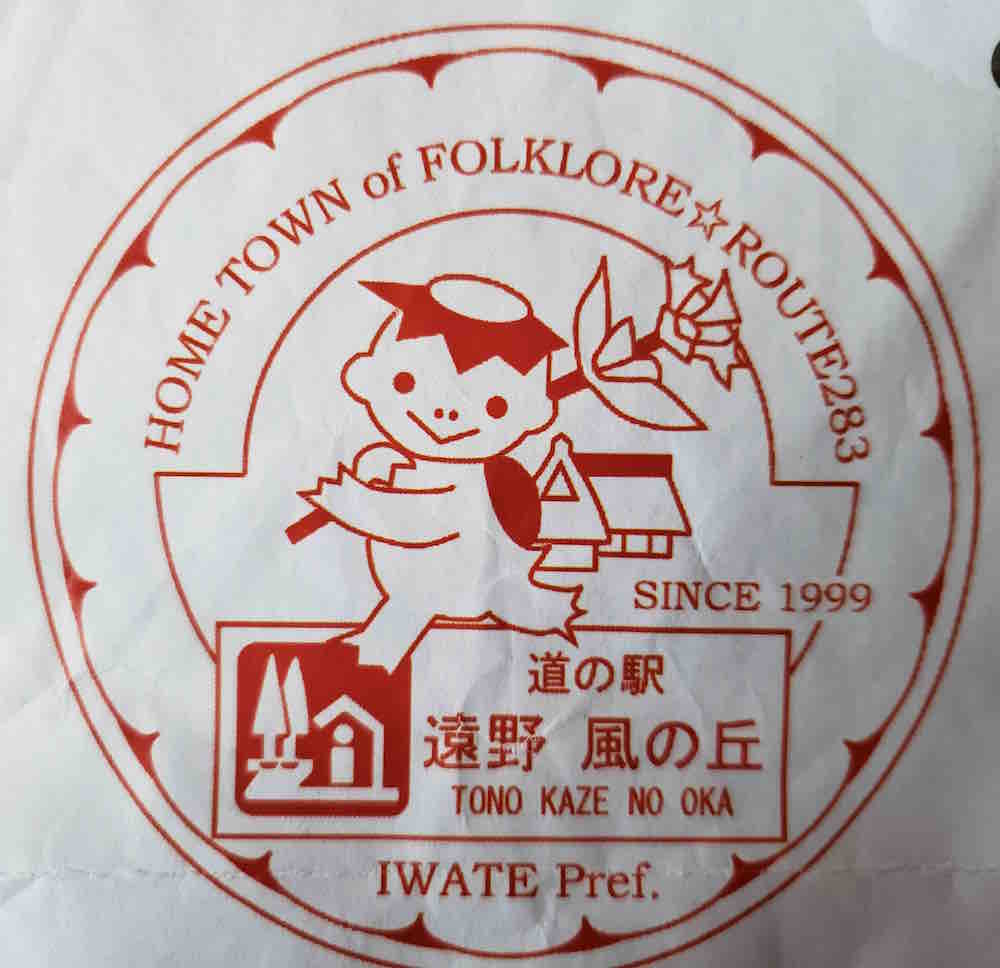 HOME TOWN of FOLKLORE☆ROUTE283
SINCE 1999
道の駅
遠野 風の丘
TONO KAZE NO OKA
IWATE Pref.